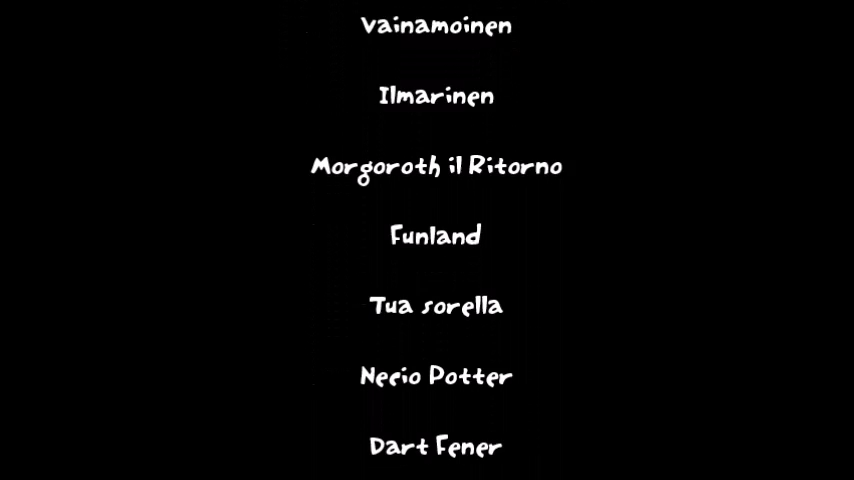 Vainamoinen
Ilmarinen
Morgoroth il Ritorno
Funland
Tua sorella
Necio Potter
Dart Fener